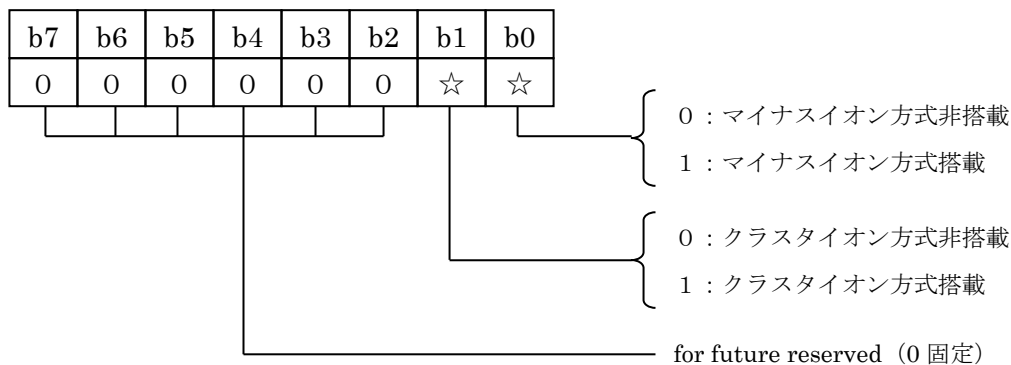 b7 b6 b5 b4 b3 b2 b1 b0
0 0 0 0 0 0 ☆ ☆
0：マイナスイオン方式非搭載
1：マイナスイオン方式搭載
0：クラスタイオン方式非搭載
1：クラスタイオン方式搭載
for future reserved（0 固定）